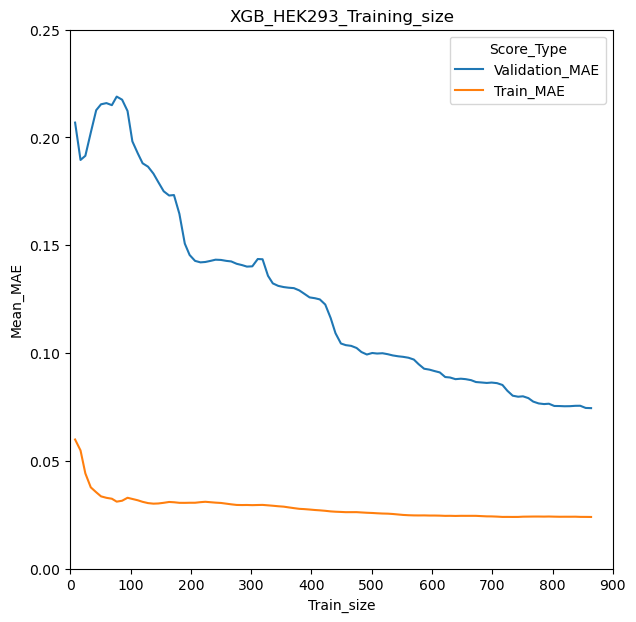 XGB_HEK293_Training_size
Score_Type
Validation_MAE
Train_MAE
Mean_MAE
0.25
0.20
0.15
0.10
0.05
0.00
0 100 200 300 400 500 600 700 800 900
Train_size